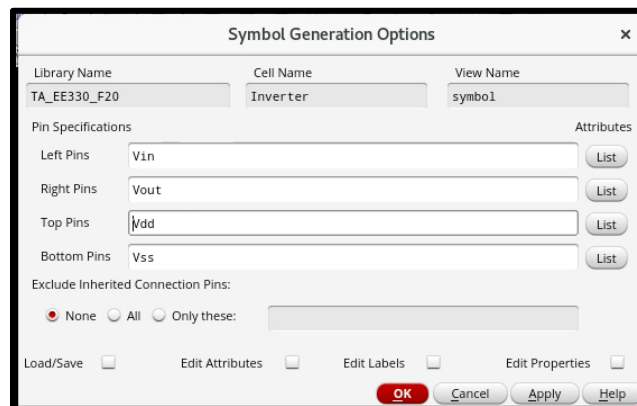 Symbol Generation Options
Library Name Cell Name View Name
TA_EE330_F20 Inverter symbol
Pin Specifications Attributes
Left Pins Vin List
Right Pins Vout List
Top Pins Vdd List
Bottom Pins Vss List
Exclude Inherited Connection Pins:
None All Only these:
Load/Save Edit Attributes Edit Labels Edit Properties
OK Cancel Apply Help